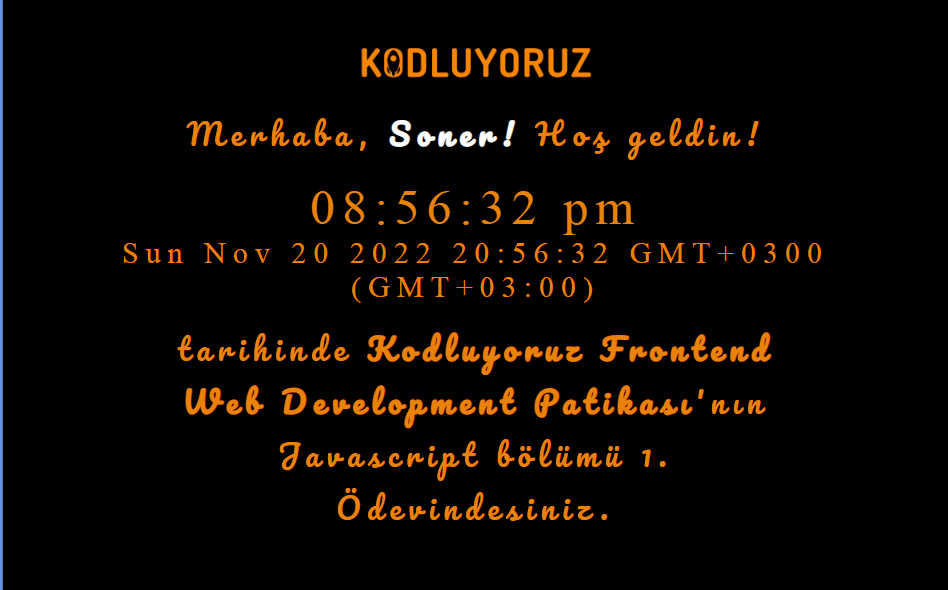 KODLUYORUZ
Merhaba, Soner! Hoş geldin!
08:56:32 pm
Sun Nov 20 2022 20:56:32 GMT+0300
(GMT+03:00)
tarihinde Kodluyoruz Frontend
Web Development Patikası'nın
Javascript bölümü 1.
Ödevindesiniz.